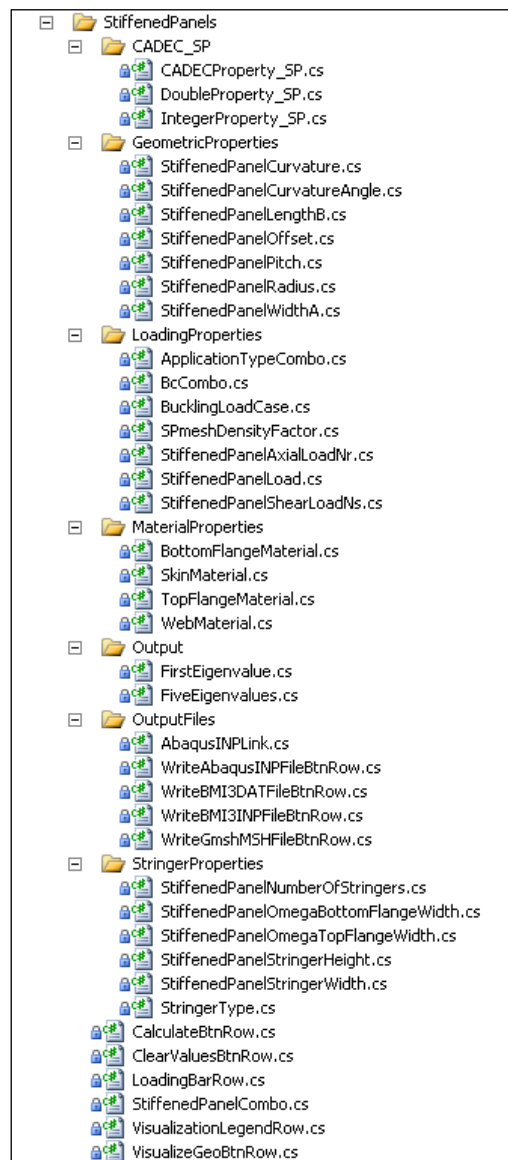 StiffenedPanels
CADEC_SP
CADECProperty_SP.cs
DoubleProperty_SP.cs
IntegerProperty_SP.cs
GeometricProperties
StiffenedPanelCurvature.cs
StiffenedPanelCurvatureAngle.cs
StiffenedPanelLengthB.cs
StiffenedPanelOffset.cs
StiffenedPanelPitch.cs
StiffenedPanelRadius.cs
StiffenedPanelWidthA.cs
LoadingProperties
ApplicationTypeCombo.cs
BcCombo.cs
BucklingLoadCase.cs
SPmeshDensityFactor.cs
StiffenedPanelAxialLoadNr.cs
StiffenedPanelLoad.cs
StiffenedPanelShearLoadNs.cs
MaterialProperties
BottomFlangeMaterial.cs
SkinMaterial.cs
TopFlangeMaterial.cs
WebMaterial.cs
Output
FirstEigenvalue.cs
FiveEigenvalues.cs
OutputFiles
AbaqusINPLink.cs
WriteAbaqusINPFileBtnRow.cs
WriteBMI3DATFileBtnRow.cs
WriteBMI3INPFileBtnRow.cs
WriteGmshMSHFileBtnRow.cs
StringerProperties
StiffenedPanelNumberOfStringers.cs
StiffenedPanelOmegaBottomFlangeWidth.cs
StiffenedPanelOmegaTopFlangeWidth.cs
StiffenedPanelStringerHeight.cs
StiffenedPanelStringerWidth.cs
StringerType.cs
CalculateBtnRow.cs
ClearValuesBtnRow.cs
LoadingBarRow.cs
StiffenedPanelCombo.cs
VisualizationLegendRow.cs
VisualizeGeoBtnRow.cs